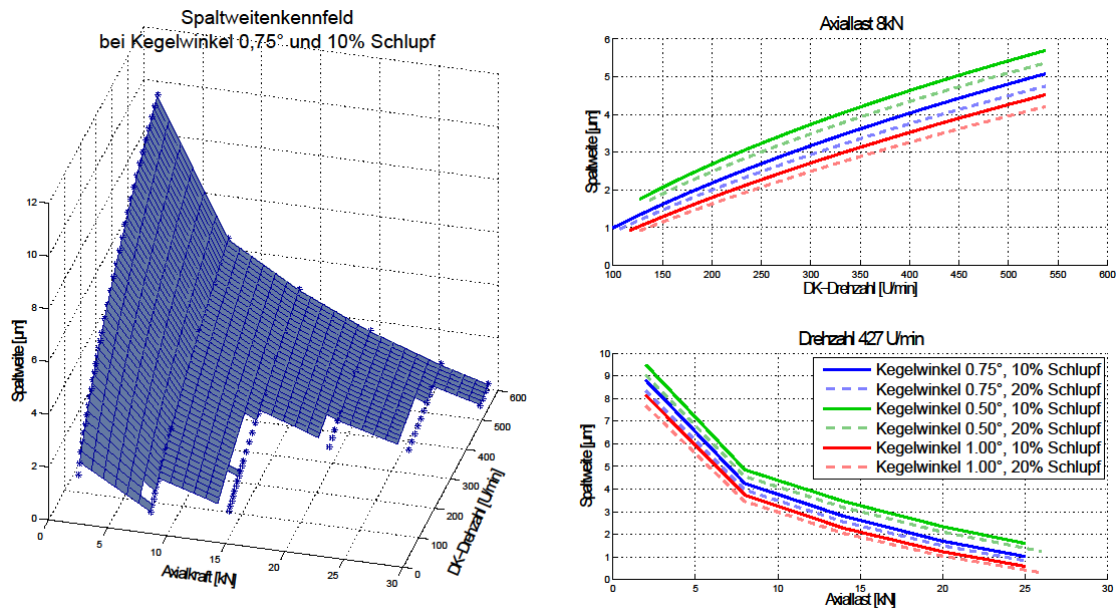 Spaltweitenkennfeld
bei Kegelwinkel 0,75° und 10% Schlupf
12
10
8
6
4
2
0
Spaltweite [µm]
0
5
10
15
20
25
30
Axialkraft [kN]
0
100
200
300
400
500
600
DK-Drehzahl [U/min]
Axiallast 8kN
6
5
4
3
2
1
0
Spaltweite [µm]
100 150 200 250 300 350 400 450 500 550 600
DK-Drehzahl [U/min]
Drehzahl 427 U/min
10
9
8
7
6
5
4
3
2
1
0
Spaltweite [µm]
Kegelwinkel 0.75°, 10% Schlupf
Kegelwinkel 0.75°, 20% Schlupf
Kegelwinkel 0.50°, 10% Schlupf
Kegelwinkel 0.50°, 20% Schlupf
Kegelwinkel 1.00°, 10% Schlupf
Kegelwinkel 1.00°, 20% Schlupf
0 5 10 15 20 25 30
Axiallast [kN]